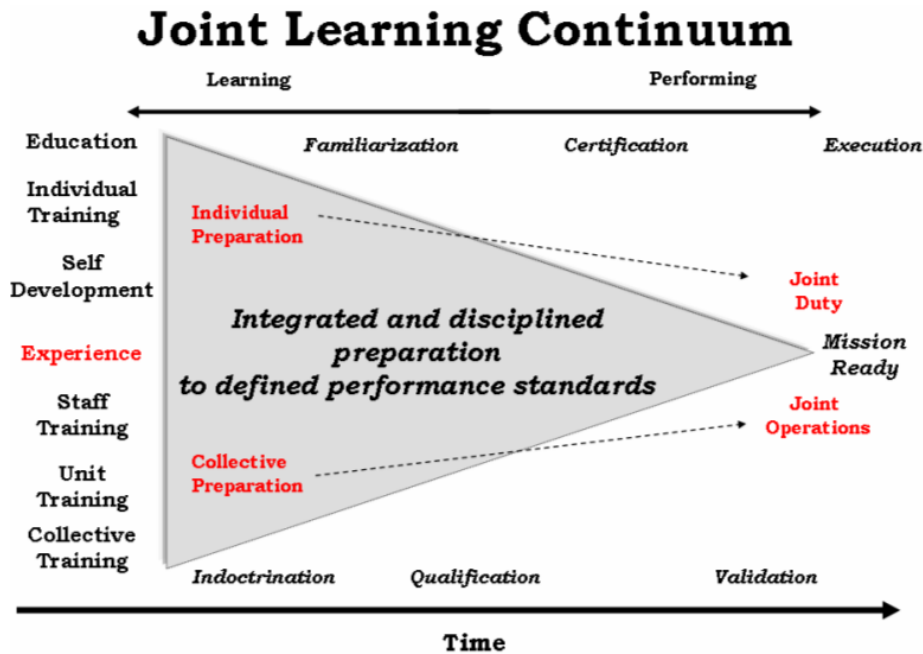 Joint Learning Continuum
Learning
Performing
Education
Familiarization
Certification
Execution
Individual
Training
Individual
Preparation
Self
Development
Joint
Duty
Integrated and disciplined
preparation
to defined performance standards
Experience
Mission
Ready
Staff
Training
Joint
Operations
Collective
Preparation
Unit
Training
Collective
Training
Indoctrination
Qualification
Validation
Time